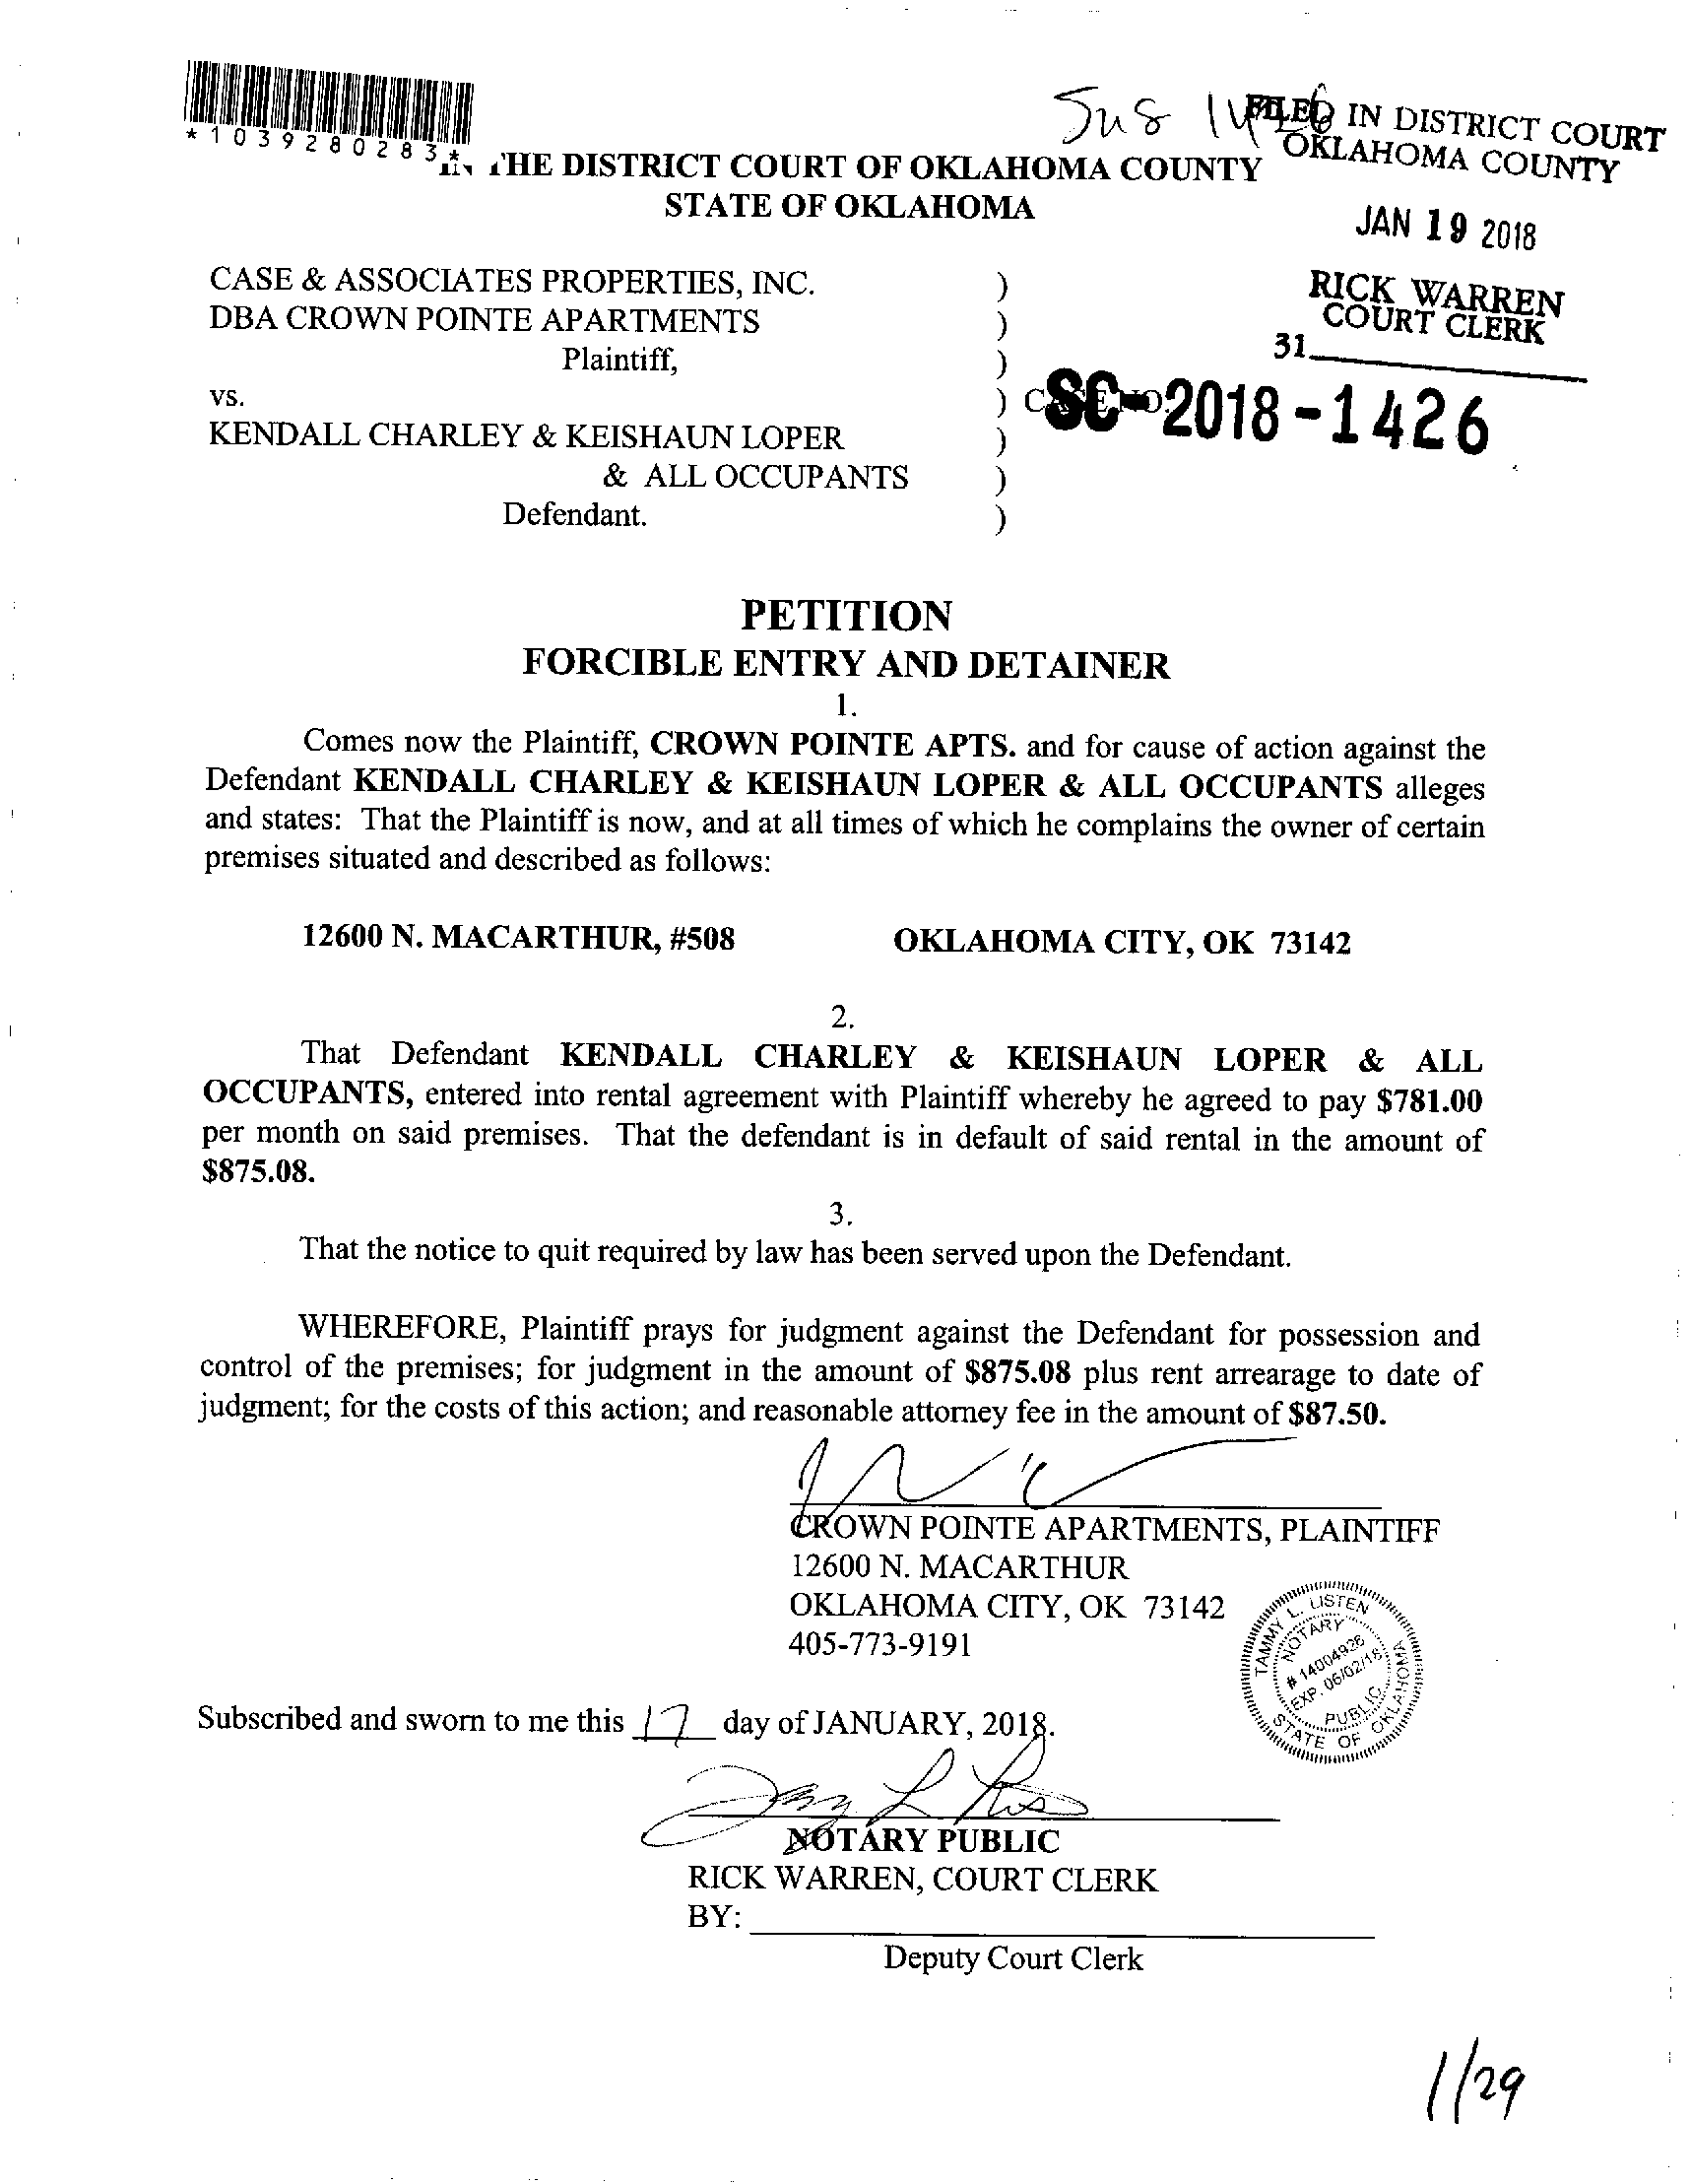 *1039280283*
FILED IN DISTRICT COURT
OKLAHOMA COUNTY
THE DISTRICT COURT OF OKLAHOMA COUNTY
STATE OF OKLAHOMA
JAN 19 2018
RICK WARREN
COURT CLERK
31
CASE & ASSOCIATES PROPERTIES, INC. )
DBA CROWN POINTE APARTMENTS )
Plaintiff, )
vs. ) CASE NO. SC-2018-1426
KENDALL CHARLEY & KEISHAUN LOPER )
& ALL OCCUPANTS )
Defendant. )
PETITION
FORCIBLE ENTRY AND DETAINER
1.
Comes now the Plaintiff, CROWN POINTE APTS. and for cause of action against the
Defendant KENDALL CHARLEY & KEISHAUN LOPER & ALL OCCUPANTS alleges
and states: That the Plaintiff is now, and at all times of which he complains the owner of certain
premises situated and described as follows:
12600 N. MACARTHUR, #508 OKLAHOMA CITY, OK 73142
2.
That Defendant KENDALL CHARLEY & KEISHAUN LOPER & ALL
OCCUPANTS, entered into rental agreement with Plaintiff whereby he agreed to pay $781.00
per month on said premises. That the defendant is in default of said rental in the amount of
$875.08.
3.
That the notice to quit required by law has been served upon the Defendant.
WHEREFORE, Plaintiff prays for judgment against the Defendant for possession and
control of the premises; for judgment in the amount of $875.08 plus rent arrearage to date of
judgment; for the costs of this action; and reasonable attorney fee in the amount of $87.50.
CROWN POINTE APARTMENTS, PLAINTIFF
12600 N. MACARTHUR
OKLAHOMA CITY, OK 73142
405-773-9191
TAMMY L. LISTEN
NOTARY
# 14004926
EXP. 06/02/18
PUBLIC
STATE OF OKLAHOMA
Subscribed and sworn to me this 17 day of JANUARY, 2018.
NOTARY PUBLIC
RICK WARREN, COURT CLERK
BY:
Deputy Court Clerk
1/29